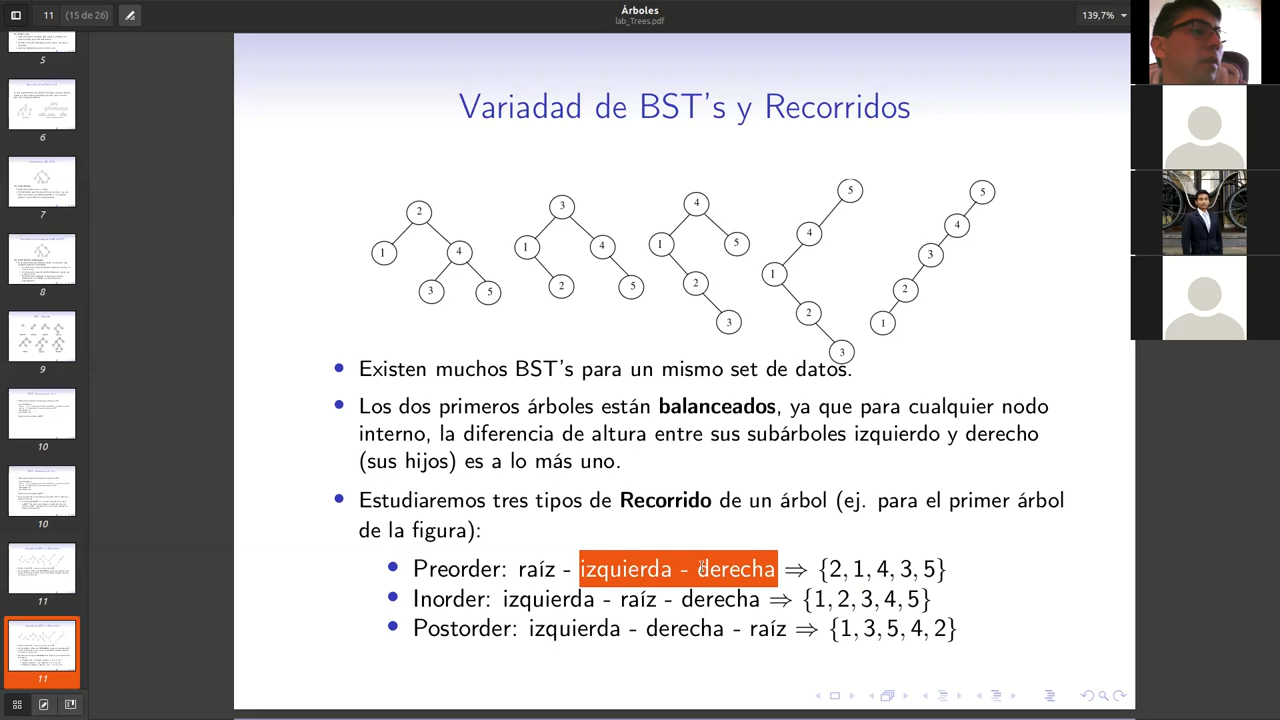 11 (15 de 26)
Árboles
lab_Trees.pdf
139,7%
5
6
7
8
9
10
10
11
11
Variadad de BST's y Recorridos
2
1
4
3
5
3
1
4
2
5
4
1
5
2
3
5
4
1
2
3
5
4
3
2
1
Existen muchos BST's para un mismo set de datos.
Los dos primeros árboles están balanceados, ya que para cualquier nodo
interno, la diferencia de altura entre sus subárboles izquierdo y derecho
(sus hijos) es a lo más uno.
Estudiaremos tres tipos de Recorrido de un árbol (ej. para el primer árbol
de la figura):
Preorder: raíz - izquierda - derecha ⇒ {2, 1, 4, 3, 5}
Inorder: izquierda - raíz - derecha ⇒ {1, 2, 3, 4, 5}
Postorder: izquierda - derecha - raíz ⇒ {1, 3, 5, 4, 2}